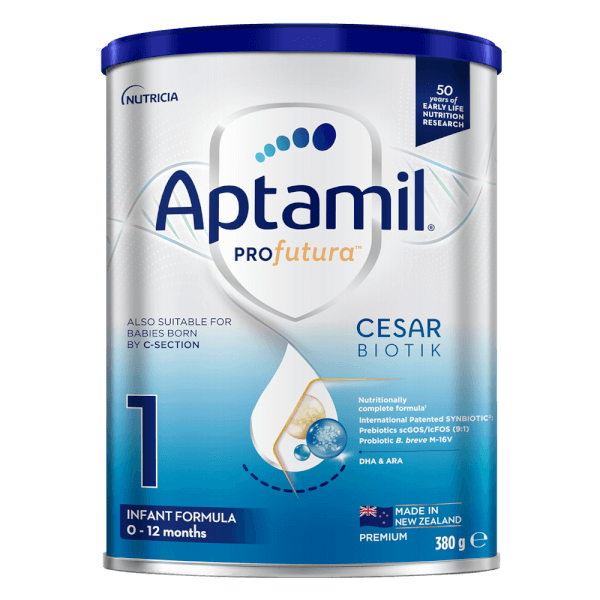 NUTRICIA
50
years of
EARLY LIFE
NUTRITION
RESEARCH
Aptamil®
PROfutura™
ALSO SUITABLE FOR
BABIES BORN
BY C-SECTION
CESAR
BIOTIK
1
Nutritionally
complete formula¹
International Patented SYNBIOTIC²:
Prebiotics scGOS/lcFOS (9:1)
Probiotic B. breve M-16V
DHA & ARA
INFANT FORMULA
0 - 12 months
MADE IN
NEW ZEALAND
PREMIUM
380 g ℮